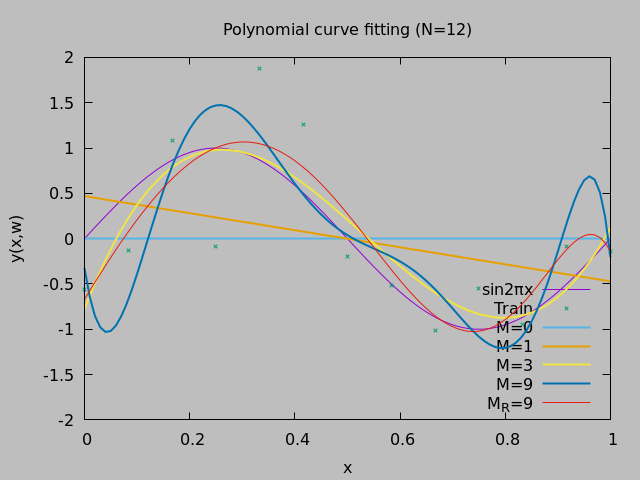 Polynomial curve fitting (N=12)
2
1.5
1
0.5
0
-0.5
-1
-1.5
-2
y(x,w)
0 0.2 0.4 0.6 0.8 1
x
sin2πx
Train
M=0
M=1
M=3
M=9
M_R=9